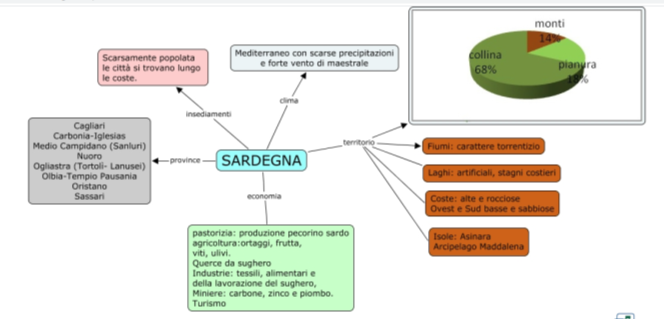 monti
14%
collina
68%
pianura
18%
Scarsamente popolata
le città si trovano lungo
le coste.
Mediterraneo con scarse precipitazioni
e forte vento di maestrale
insediamenti
clima
territorio
Cagliari
Carbonia-Iglesias
Medio Campidano (Sanluri)
Nuoro
Ogliastra (Tortolì- Lanusei)
Olbia-Tempio Pausania
Oristano
Sassari
province
SARDEGNA
Fiumi: carattere torrentizio
Laghi: artificiali, stagni costieri
Coste: alte e rocciose
Ovest e Sud basse e sabbiose
Isole: Asinara
Arcipelago Maddalena
economia
pastorizia: produzione pecorino sardo
agricoltura:ortaggi, frutta,
viti, ulivi.
Querce da sughero
Industrie: tessili, alimentari e
della lavorazione del sughero,
Miniere: carbone, zinco e piombo.
Turismo